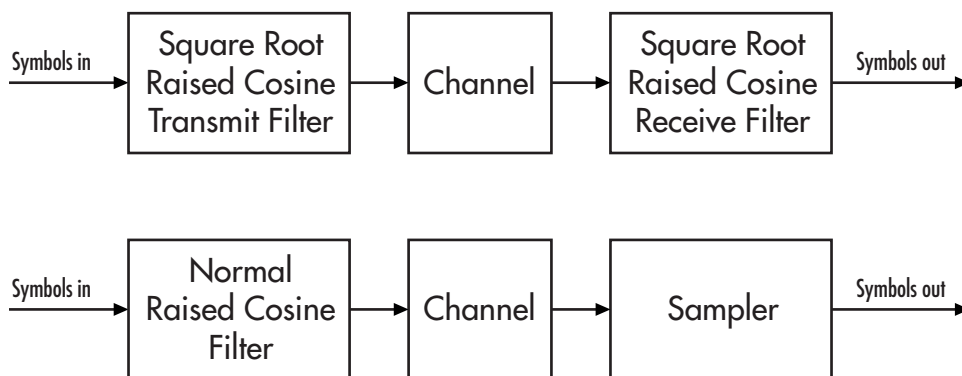 Symbols in
Square Root
Raised Cosine
Transmit Filter
Channel
Square Root
Raised Cosine
Receive Filter
Symbols out
Symbols in
Normal
Raised Cosine
Filter
Channel
Sampler
Symbols out